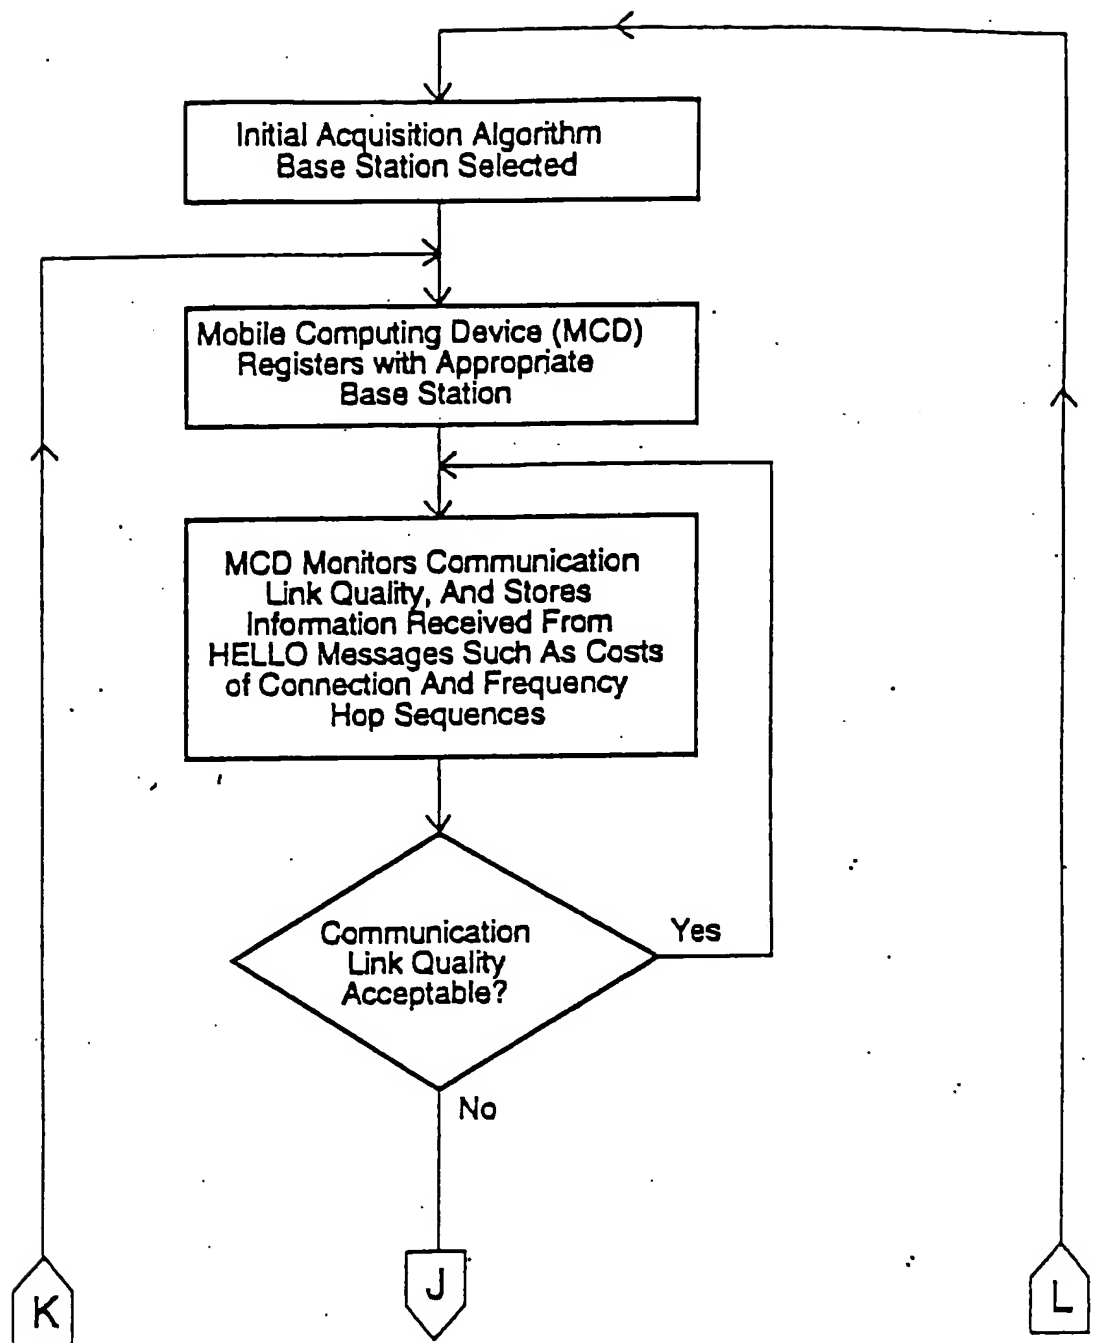 Initial Acquisition Algorithm
Base Station Selected
Mobile Computing Device (MCD)
Registers with Appropriate
Base Station
MCD Monitors Communication
Link Quality, And Stores
Information Received From
HELLO Messages Such As Costs
of Connection And Frequency
Hop Sequences
Communication
Link Quality
Acceptable?
Yes
No
K
J
L